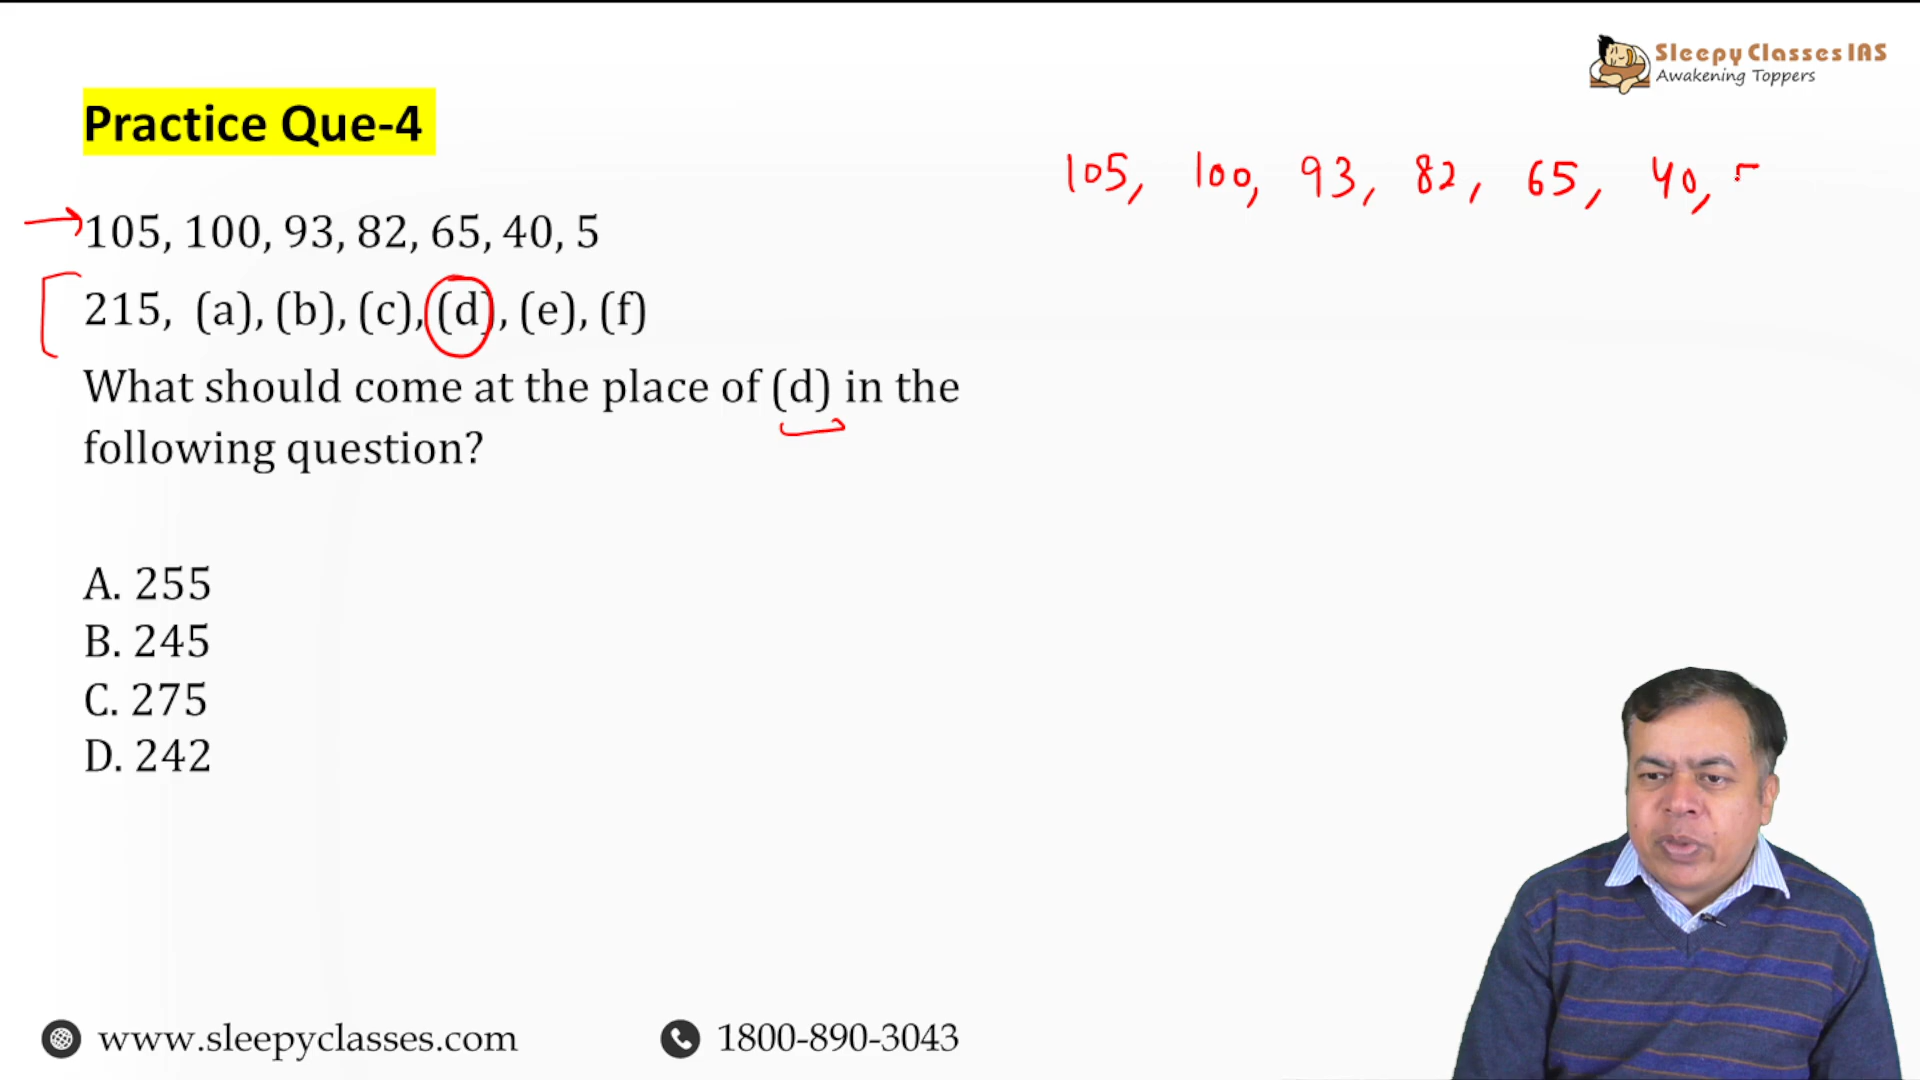 Sleepy Classes IAS
Awakening Toppers
Practice Que-4
105, 100, 93, 82, 65, 40,
105, 100, 93, 82, 65, 40, 5
215, (a), (b), (c), (d), (e), (f)
What should come at the place of (d) in the
following question?
A. 255
B. 245
C. 275
D. 242
www.sleepyclasses.com
1800-890-3043